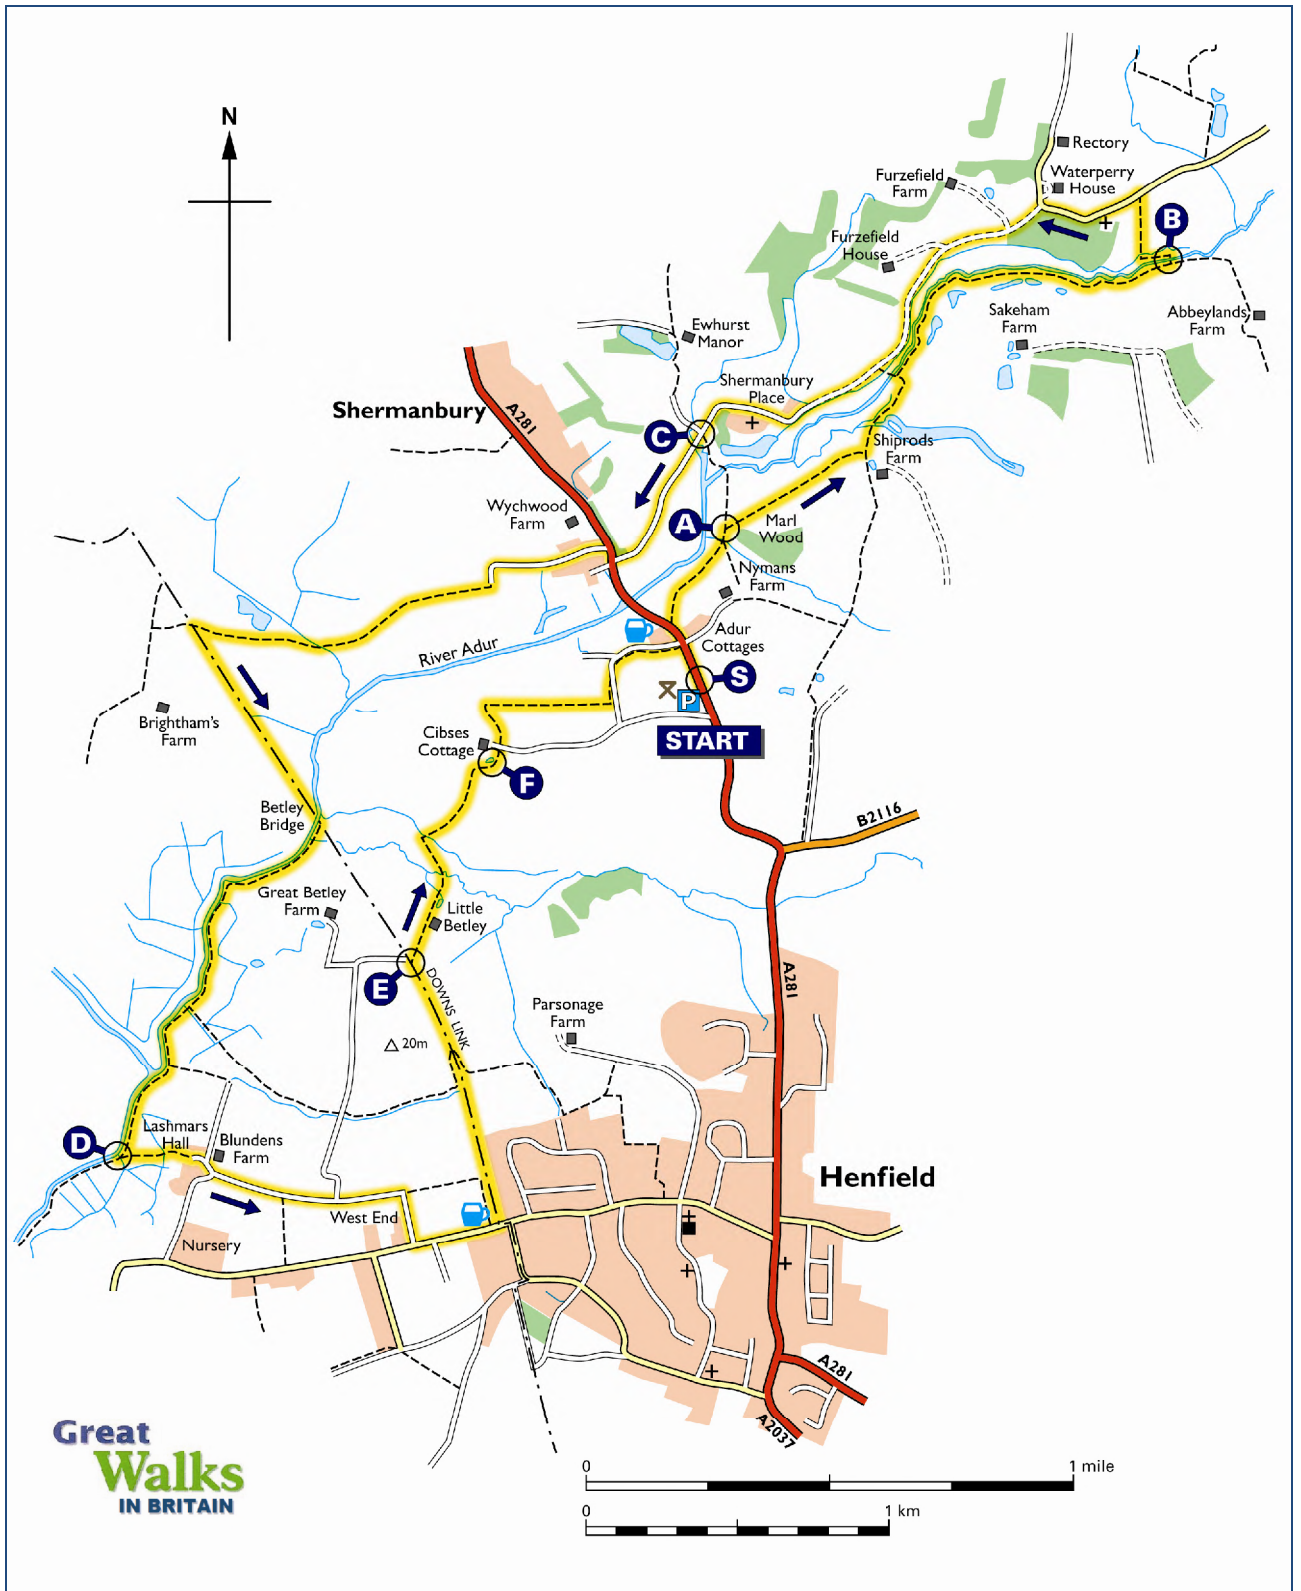 N
Rectory
Waterperry
House
Furzefield
Farm
B
Furzefield
House
Sakeham
Farm
Abbeylands
Farm
Ewhurst
Manor
Shermanbury
Place
Shermanbury
A281
C
Shiprods
Farm
Wychwood
Farm
A
Marl
Wood
Nymans
Farm
Adur
Cottages
River Adur
S
P
START
Brightham's
Farm
Cibses
Cottage
F
Betley
Bridge
B2116
Great Betley
Farm
Little
Betley
E
DOWNS LINK
A281
Parsonage
Farm
20m
D
Lashmars
Hall
Blundens
Farm
Henfield
West End
Nursery
A281
A2037
Great
Walks
IN BRITAIN
0 1 mile
0 1 km